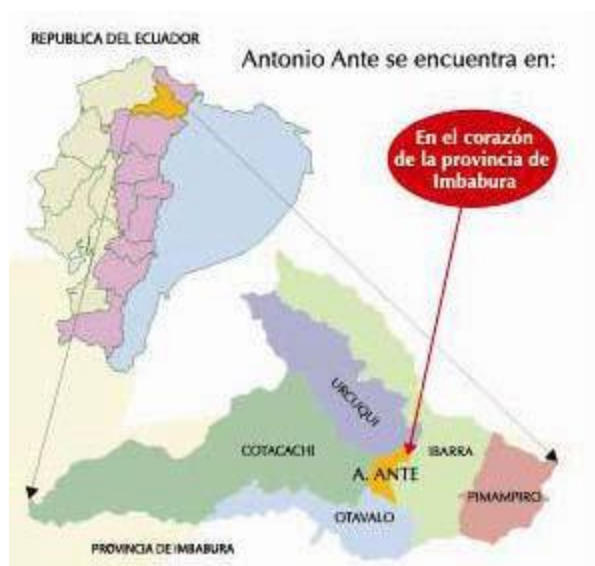 REPUBLICA DEL ECUADOR
Antonio Ante se encuentra en:
En el corazón
de la provincia de
Imbabura
URCUQUI
COTACACHI
IBARRA
A. ANTE
PIMAMPIRO
OTAVALO
PROVINCIA DE IMBABURA